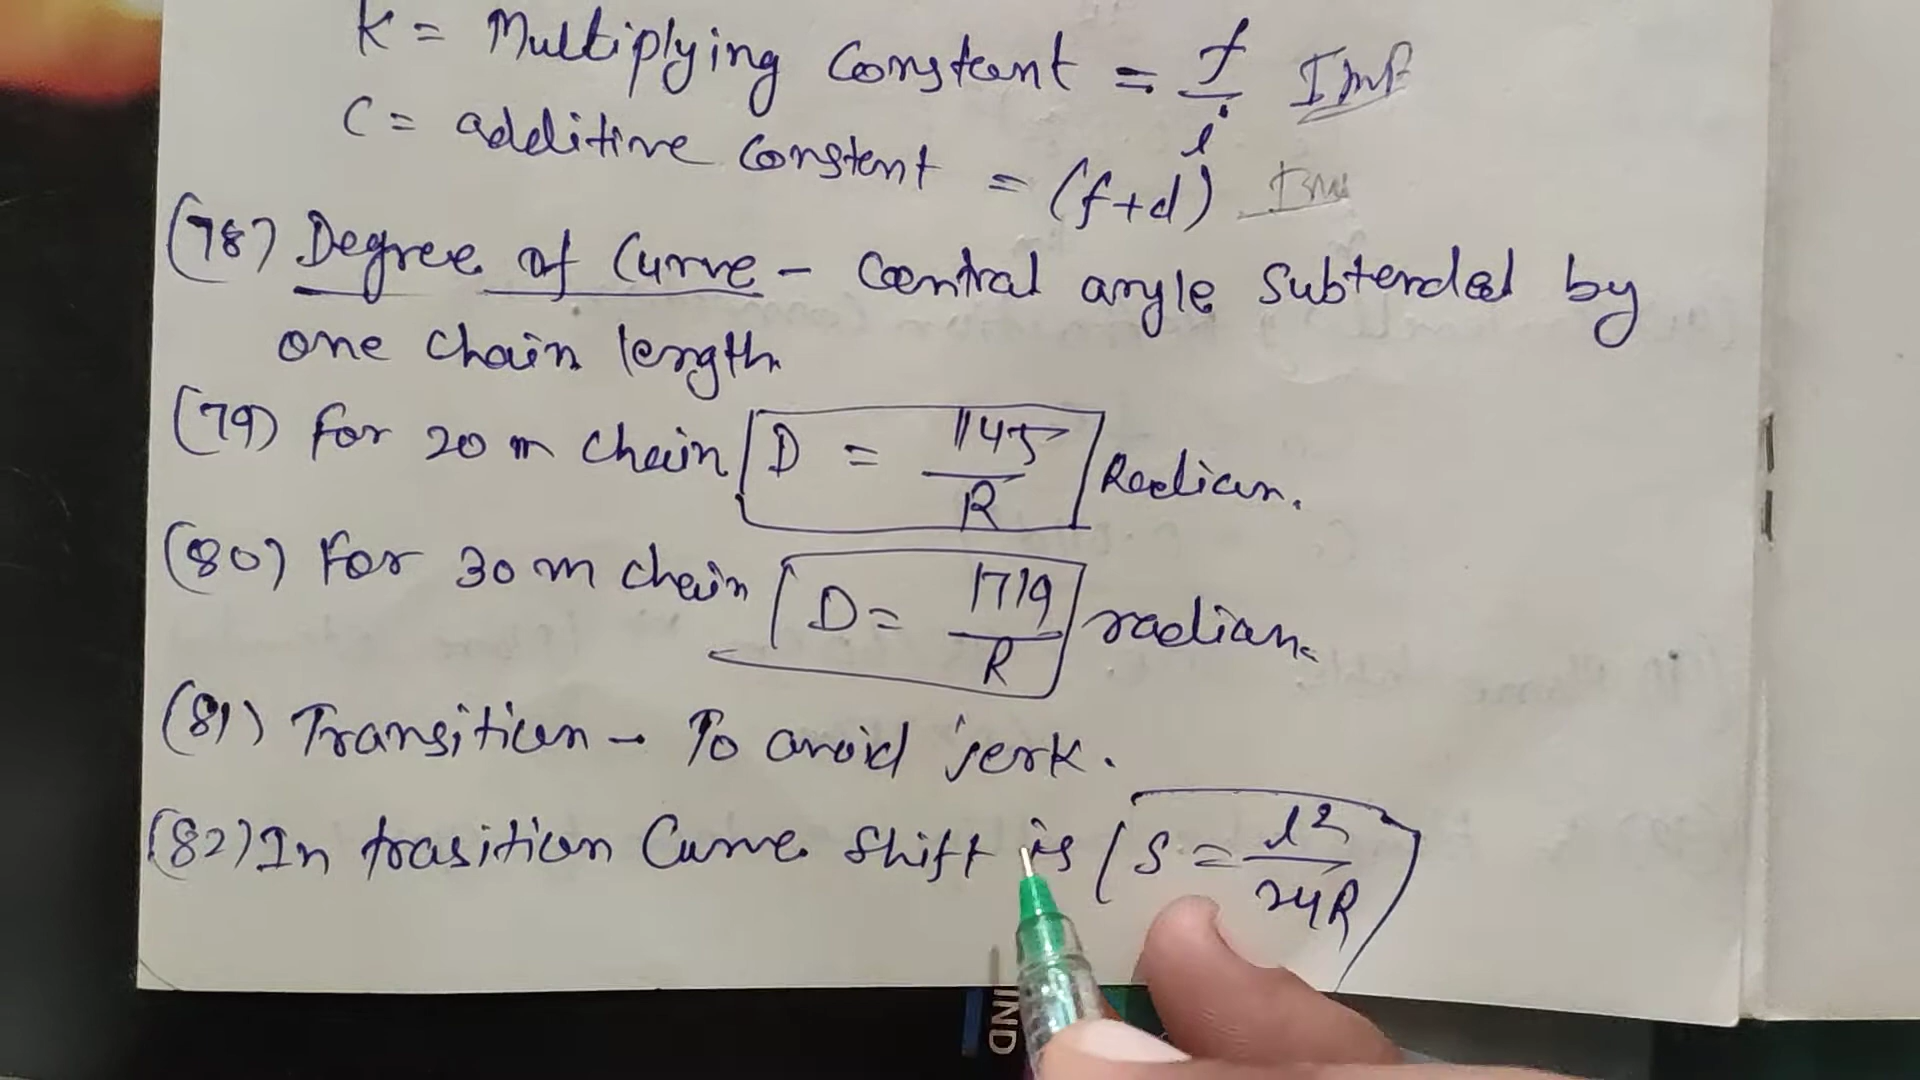 K = Multiplying Constant = f/i Imp
C = additive Constant = (f+d) Imp
(78) Degree of Curve - Central angle Subtended by
one chain length
(79) for 20 m chain D = 1145/R Radian.
(80) For 30 m chain D = 1719/R radian.
(81) Transition - To avoid jerk.
(82) In trasition Curve Shift is S = l²/24R
IND